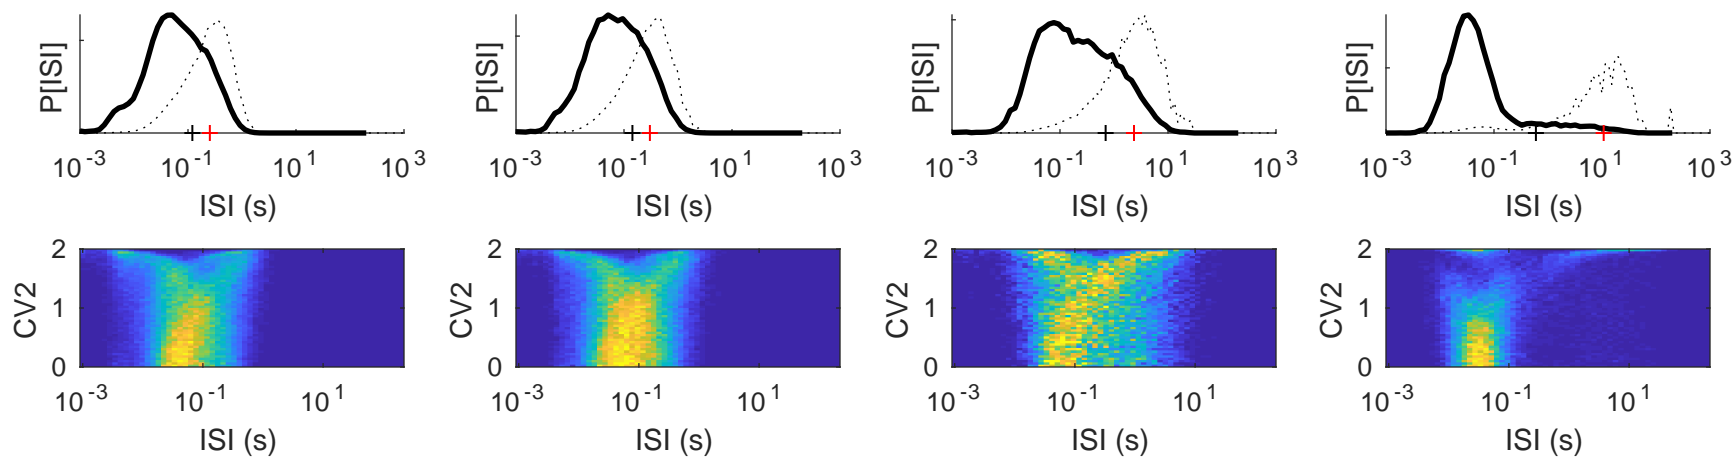 P[ISI] P[ISI] P[ISI] P[ISI]
10^-3 10^-1 10^1 10^3 10^-3 10^-1 10^1 10^3 10^-3 10^-1 10^1 10^3 10^-3 10^-1 10^1 10^3
ISI (s) ISI (s) ISI (s) ISI (s)
2 2 2 2
1 1 1 1
CV2 CV2 CV2 CV2
0 0 0 0
10^-3 10^-1 10^1 10^-3 10^-1 10^1 10^-3 10^-1 10^1 10^-3 10^-1 10^1
ISI (s) ISI (s) ISI (s) ISI (s)